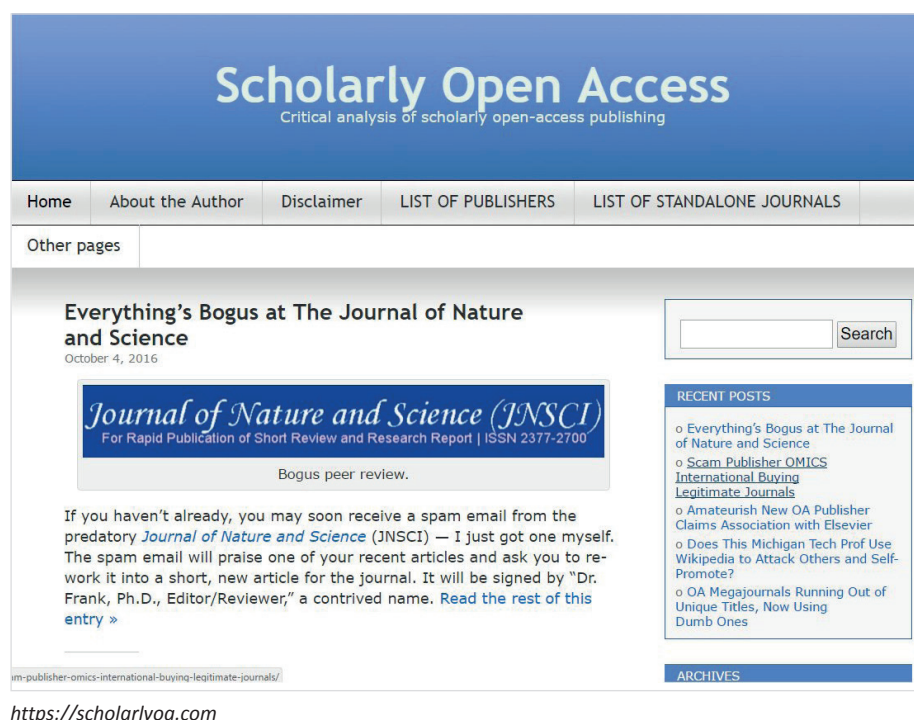 Scholarly Open Access
Critical analysis of scholarly open-access publishing
Home
About the Author
Disclaimer
LIST OF PUBLISHERS
LIST OF STANDALONE JOURNALS
Other pages
Everything’s Bogus at The Journal of Nature
and Science
October 4, 2016
Journal of Nature and Science (JNSCI)
For Rapid Publication of Short Review and Research Report | ISSN 2377-2700
Bogus peer review.
If you haven’t already, you may soon receive a spam email from the
predatory Journal of Nature and Science (JNSCI) — I just got one myself.
The spam email will praise one of your recent articles and ask you to re-
work it into a short, new article for the journal. It will be signed by “Dr.
Frank, Ph.D., Editor/Reviewer,” a contrived name. Read the rest of this
entry »
Search
RECENT POSTS
o Everything’s Bogus at The Journal
of Nature and Science
o Scam Publisher OMICS
International Buying
Legitimate Journals
o Amateurish New OA Publisher
Claims Association with Elsevier
o Does This Michigan Tech Prof Use
Wikipedia to Attack Others and Self-
Promote?
o OA Megajournals Running Out of
Unique Titles, Now Using
Dumb Ones
ARCHIVES
m-publisher-omics-international-buying-legitimate-journals/
https://scholarlyoa.com